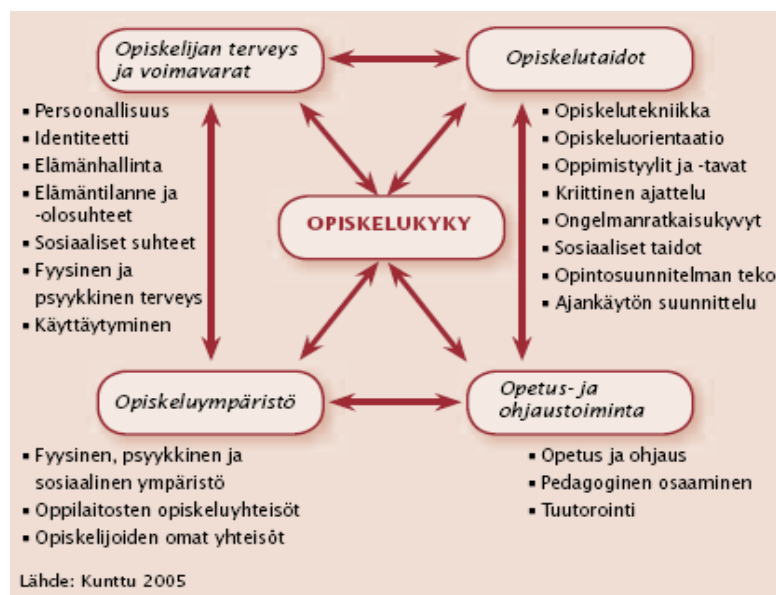 Opiskelijan terveys
ja voimavarat
Opiskelutaidot
▪ Persoonallisuus
▪ Identiteetti
▪ Elämänhallinta
▪ Elämäntilanne ja
-olosuhteet
▪ Sosiaaliset suhteet
▪ Fyysinen ja
psyykkinen terveys
▪ Käyttäytyminen
▪ Opiskelutekniikka
▪ Opiskeluorientaatio
▪ Oppimistyylit ja -tavat
▪ Kriittinen ajattelu
▪ Ongelmanratkaisukyvyt
▪ Sosiaaliset taidot
▪ Opintosuunnitelman teko
▪ Ajankäytön suunnittelu
OPISKELUKYKY
Opiskeluympäristö
Opetus- ja
ohjaustoiminta
▪ Fyysinen, psyykkinen ja
sosiaalinen ympäristö
▪ Oppilaitosten opiskeluyhteisöt
▪ Opiskelijoiden omat yhteisöt
▪ Opetus ja ohjaus
▪ Pedagoginen osaaminen
▪ Tuutorointi
Lähde: Kunttu 2005